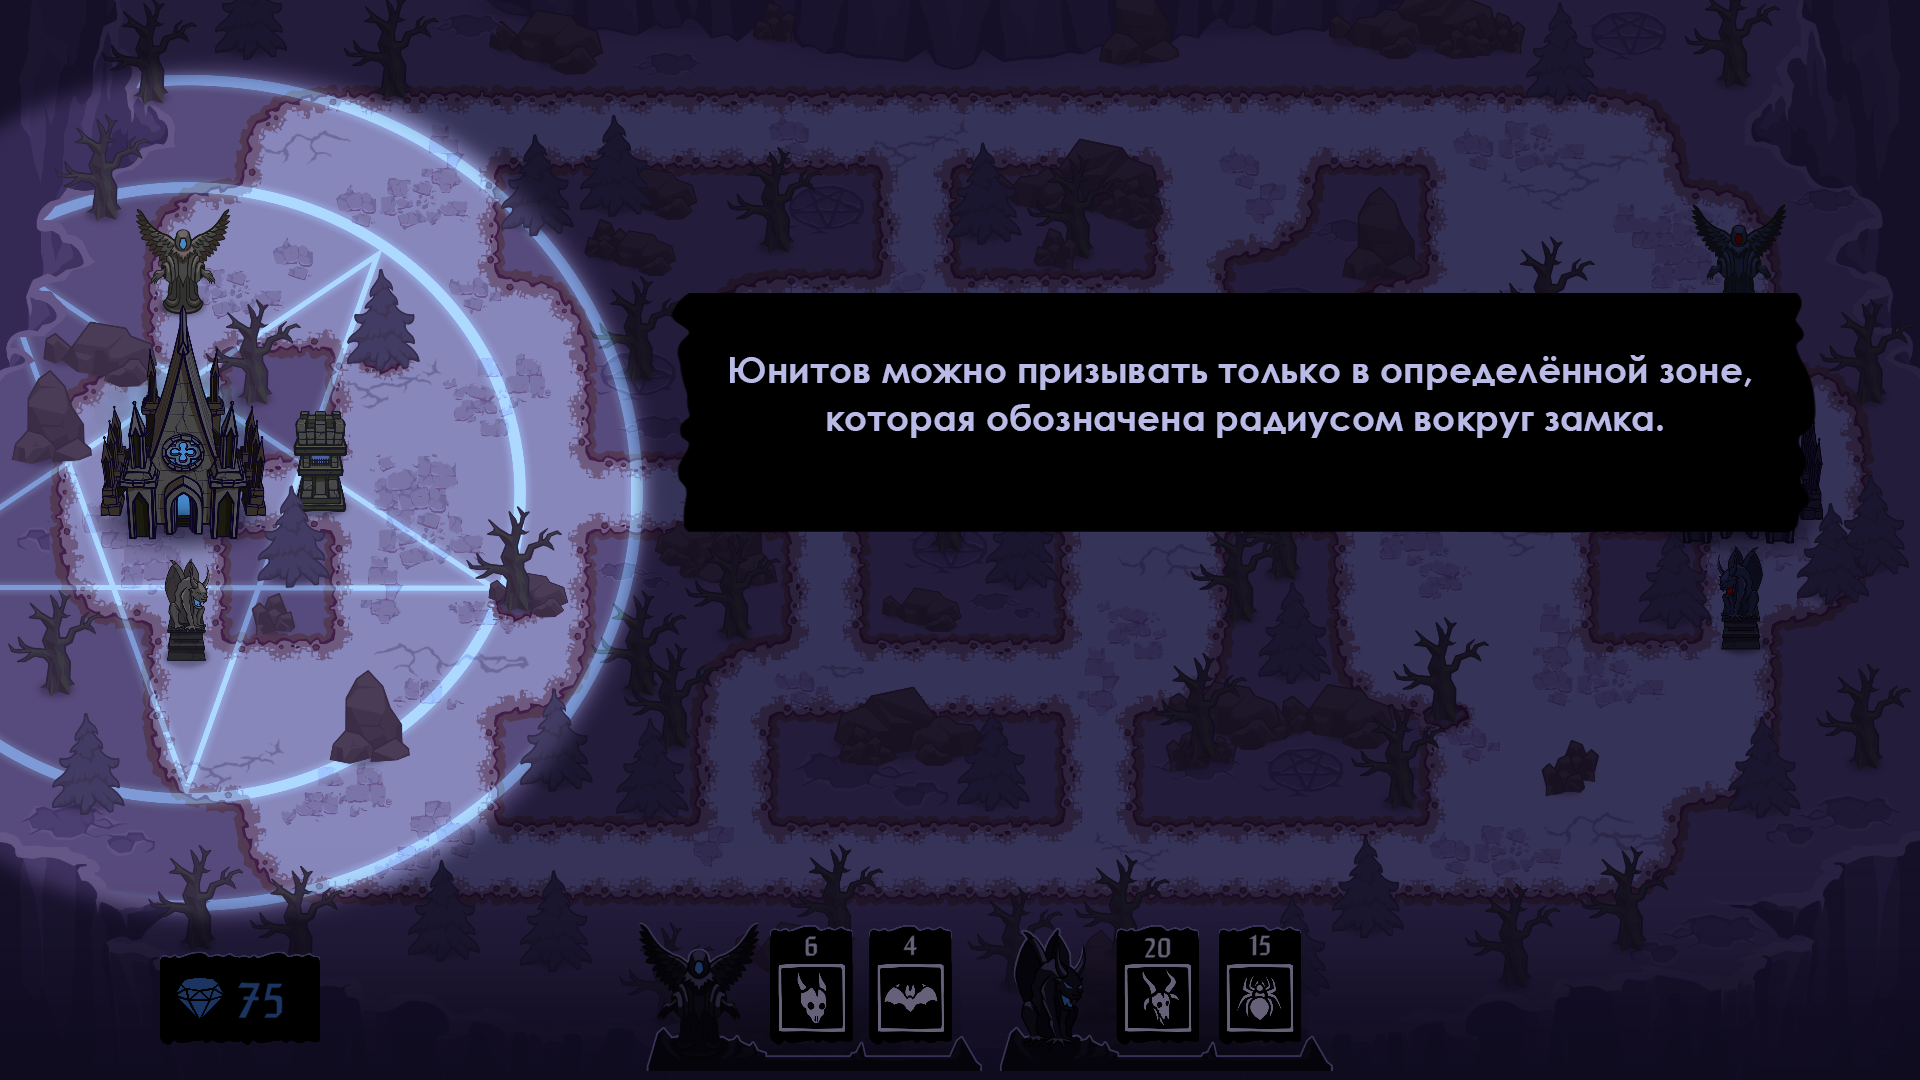 Юнитов можно призывать только в определённой зоне,
которая обозначена радиусом вокруг замка.
6
4
20
15
75